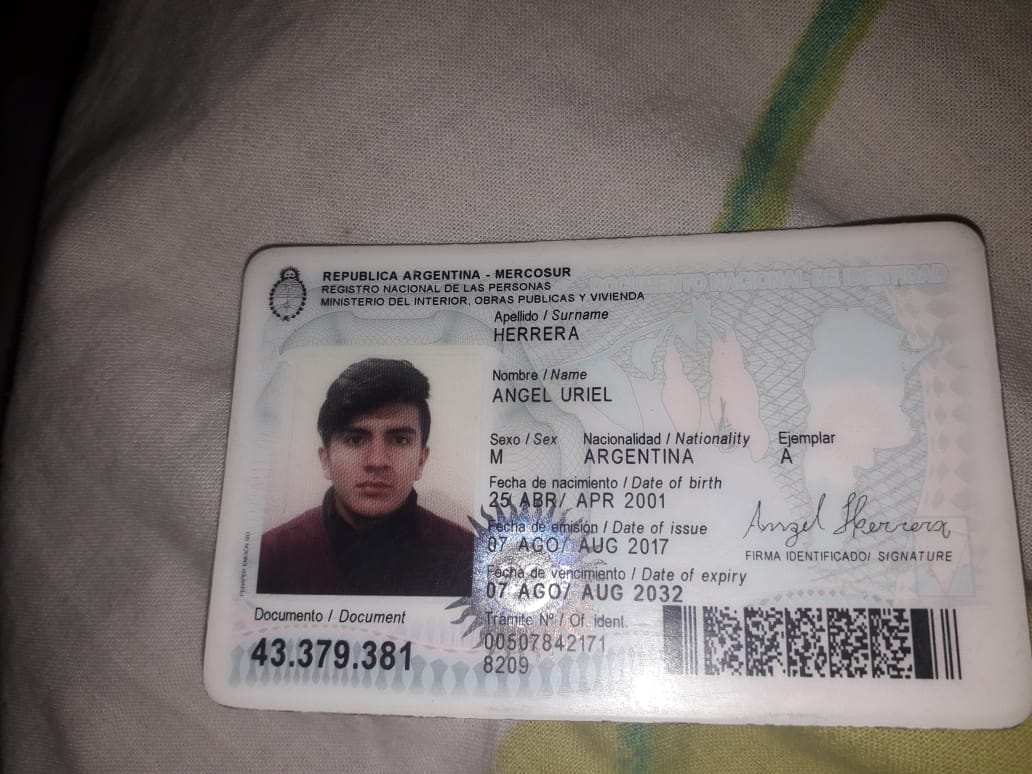 REPUBLICA ARGENTINA - MERCOSUR
REGISTRO NACIONAL DE LAS PERSONAS
MINISTERIO DEL INTERIOR, OBRAS PUBLICAS Y VIVIENDA
DOCUMENTO NACIONAL DE IDENTIDAD
Apellido / Surname
HERRERA
Nombre / Name
ANGEL URIEL
Sexo / Sex Nacionalidad / Nationality Ejemplar
M ARGENTINA A
Fecha de nacimiento / Date of birth
25 ABR/ APR 2001
Fecha de emisión / Date of issue
07 AGO/ AUG 2017
Angel Herrera
FIRMA IDENTIFICADO/ SIGNATURE
Fecha de vencimiento / Date of expiry
07 AGO/ AUG 2032
Documento / Document
43.379.381
Trámite Nº / Of. ident.
00507842171
8209